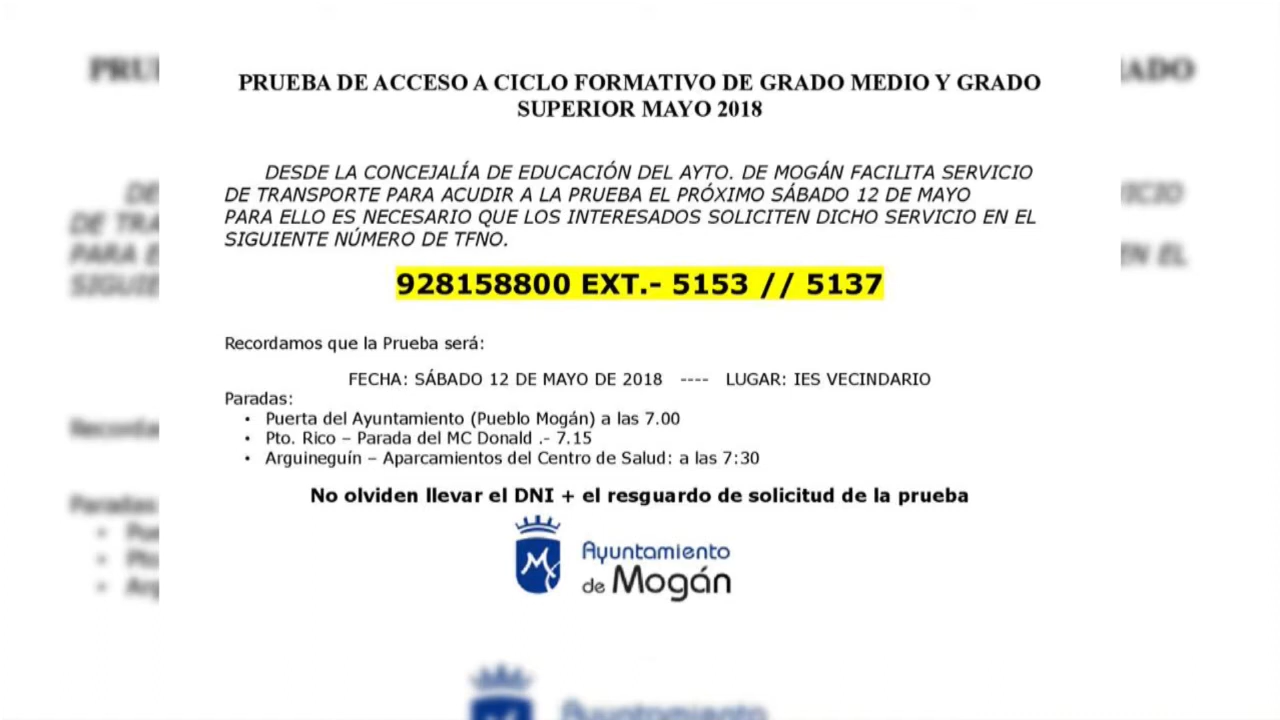 PRUEBA DE ACCESO A CICLO FORMATIVO DE GRADO MEDIO Y GRADO
SUPERIOR MAYO 2018
DESDE LA CONCEJALÍA DE EDUCACIÓN DEL AYTO. DE MOGÁN FACILITA SERVICIO
DE TRANSPORTE PARA ACUDIR A LA PRUEBA EL PRÓXIMO SÁBADO 12 DE MAYO
PARA ELLO ES NECESARIO QUE LOS INTERESADOS SOLICITEN DICHO SERVICIO EN EL
SIGUIENTE NÚMERO DE TFNO.
928158800 EXT.- 5153 // 5137
Recordamos que la Prueba será:
FECHA: SÁBADO 12 DE MAYO DE 2018 ---- LUGAR: IES VECINDARIO
Paradas:
• Puerta del Ayuntamiento (Pueblo Mogán) a las 7.00
• Pto. Rico – Parada del MC Donald .- 7.15
• Arguineguín – Aparcamientos del Centro de Salud: a las 7:30
No olviden llevar el DNI + el resguardo de solicitud de la prueba
Ayuntamiento
de Mogán